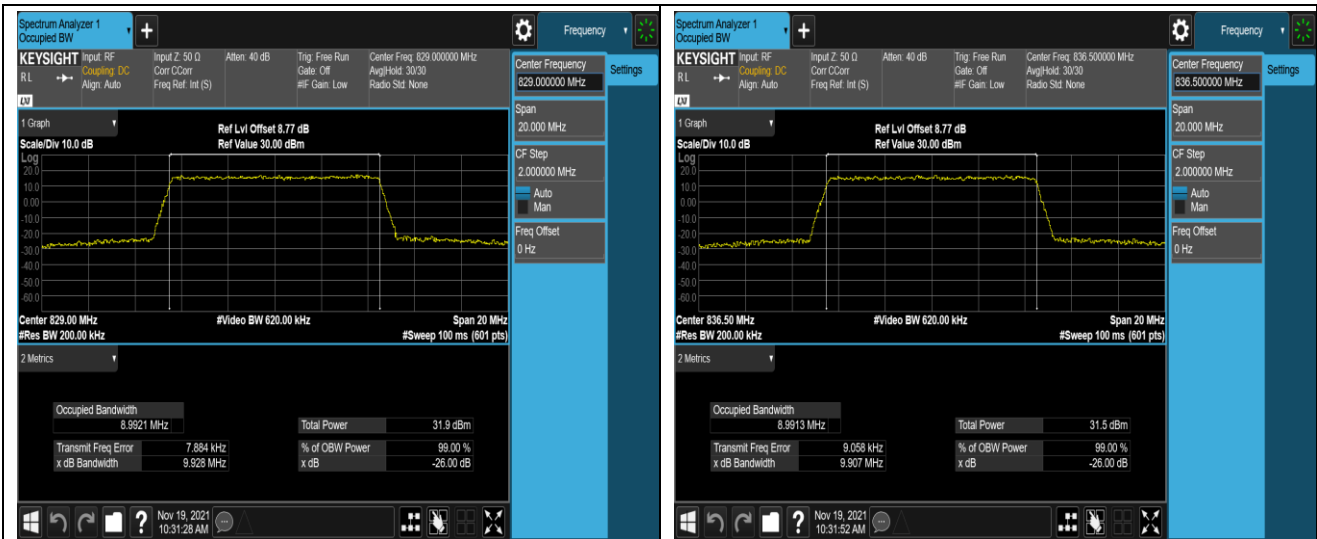 Spectrum Analyzer 1
Occupied BW
+
Frequency
KEYSIGHT
R L
LXI
Input: RF
Coupling: DC
Align: Auto
Input Z: 50 Ω
Corr CCorr
Freq Ref: Int (S)
Atten: 40 dB
Trig: Free Run
Gate: Off
#IF Gain: Low
Center Freq: 829.000000 MHz
Avg|Hold: 30/30
Radio Std: None
Center Frequency
829.000000 MHz
Settings
Span
20.000 MHz
CF Step
2.000000 MHz
Auto
Man
Freq Offset
0 Hz
1 Graph
Ref Lvl Offset 8.77 dB
Scale/Div 10.0 dB
Ref Value 30.00 dBm
Log
20.0
10.0
0.00
-10.0
-20.0
-30.0
-40.0
-50.0
-60.0
Center 829.00 MHz
#Video BW 620.00 kHz
Span 20 MHz
#Res BW 200.00 kHz
#Sweep 100 ms (601 pts)
2 Metrics
Occupied Bandwidth
8.9921 MHz
Total Power 31.9 dBm
Transmit Freq Error 7.884 kHz
% of OBW Power 99.00 %
x dB Bandwidth 9.928 MHz
x dB -26.00 dB
?
Nov 19, 2021
10:31:28 AM
Spectrum Analyzer 1
Occupied BW
+
Frequency
KEYSIGHT
R L
LXI
Input: RF
Coupling: DC
Align: Auto
Input Z: 50 Ω
Corr CCorr
Freq Ref: Int (S)
Atten: 40 dB
Trig: Free Run
Gate: Off
#IF Gain: Low
Center Freq: 836.500000 MHz
Avg|Hold: 30/30
Radio Std: None
Center Frequency
836.500000 MHz
Settings
Span
20.000 MHz
CF Step
2.000000 MHz
Auto
Man
Freq Offset
0 Hz
1 Graph
Ref Lvl Offset 8.77 dB
Scale/Div 10.0 dB
Ref Value 30.00 dBm
Log
20.0
10.0
0.00
-10.0
-20.0
-30.0
-40.0
-50.0
-60.0
Center 836.50 MHz
#Video BW 620.00 kHz
Span 20 MHz
#Res BW 200.00 kHz
#Sweep 100 ms (601 pts)
2 Metrics
Occupied Bandwidth
8.9913 MHz
Total Power 31.5 dBm
Transmit Freq Error 9.058 kHz
% of OBW Power 99.00 %
x dB Bandwidth 9.907 MHz
x dB -26.00 dB
?
Nov 19, 2021
10:31:52 AM